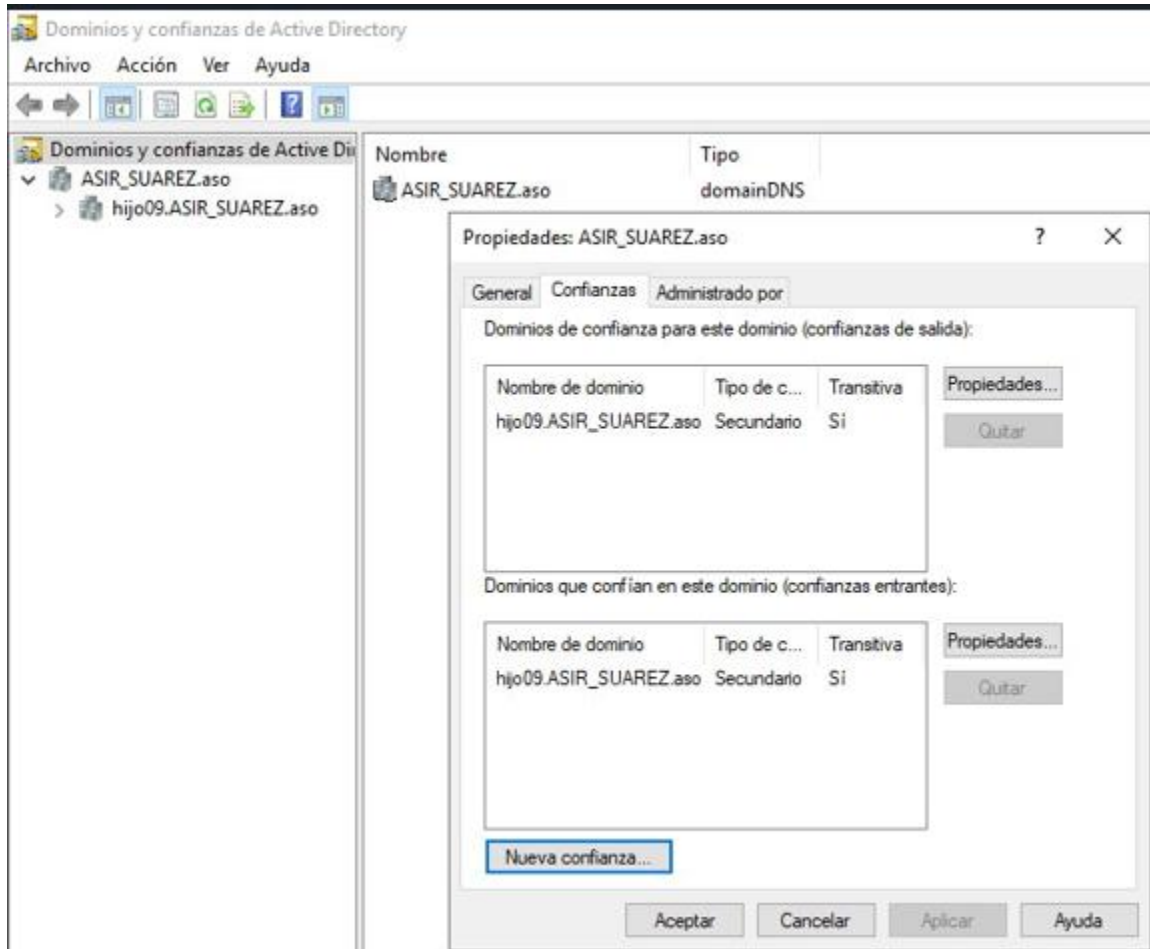 Dominios y confianzas de Active Directory
Archivo Acción Ver Ayuda
Dominios y confianzas de Active Dir
ASIR_SUAREZ.aso
hijo09.ASIR_SUAREZ.aso
Nombre Tipo
ASIR_SUAREZ.aso domainDNS
Propiedades: ASIR_SUAREZ.aso ? X
General Confianzas Administrado por
Dominios de confianza para este dominio (confianzas de salida):
Nombre de dominio Tipo de c... Transitiva Propiedades...
hijo09.ASIR_SUAREZ.aso Secundario Sí Quitar
Dominios que confían en este dominio (confianzas entrantes):
Nombre de dominio Tipo de c... Transitiva Propiedades...
hijo09.ASIR_SUAREZ.aso Secundario Sí Quitar
Nueva confianza...
Aceptar Cancelar Aplicar Ayuda